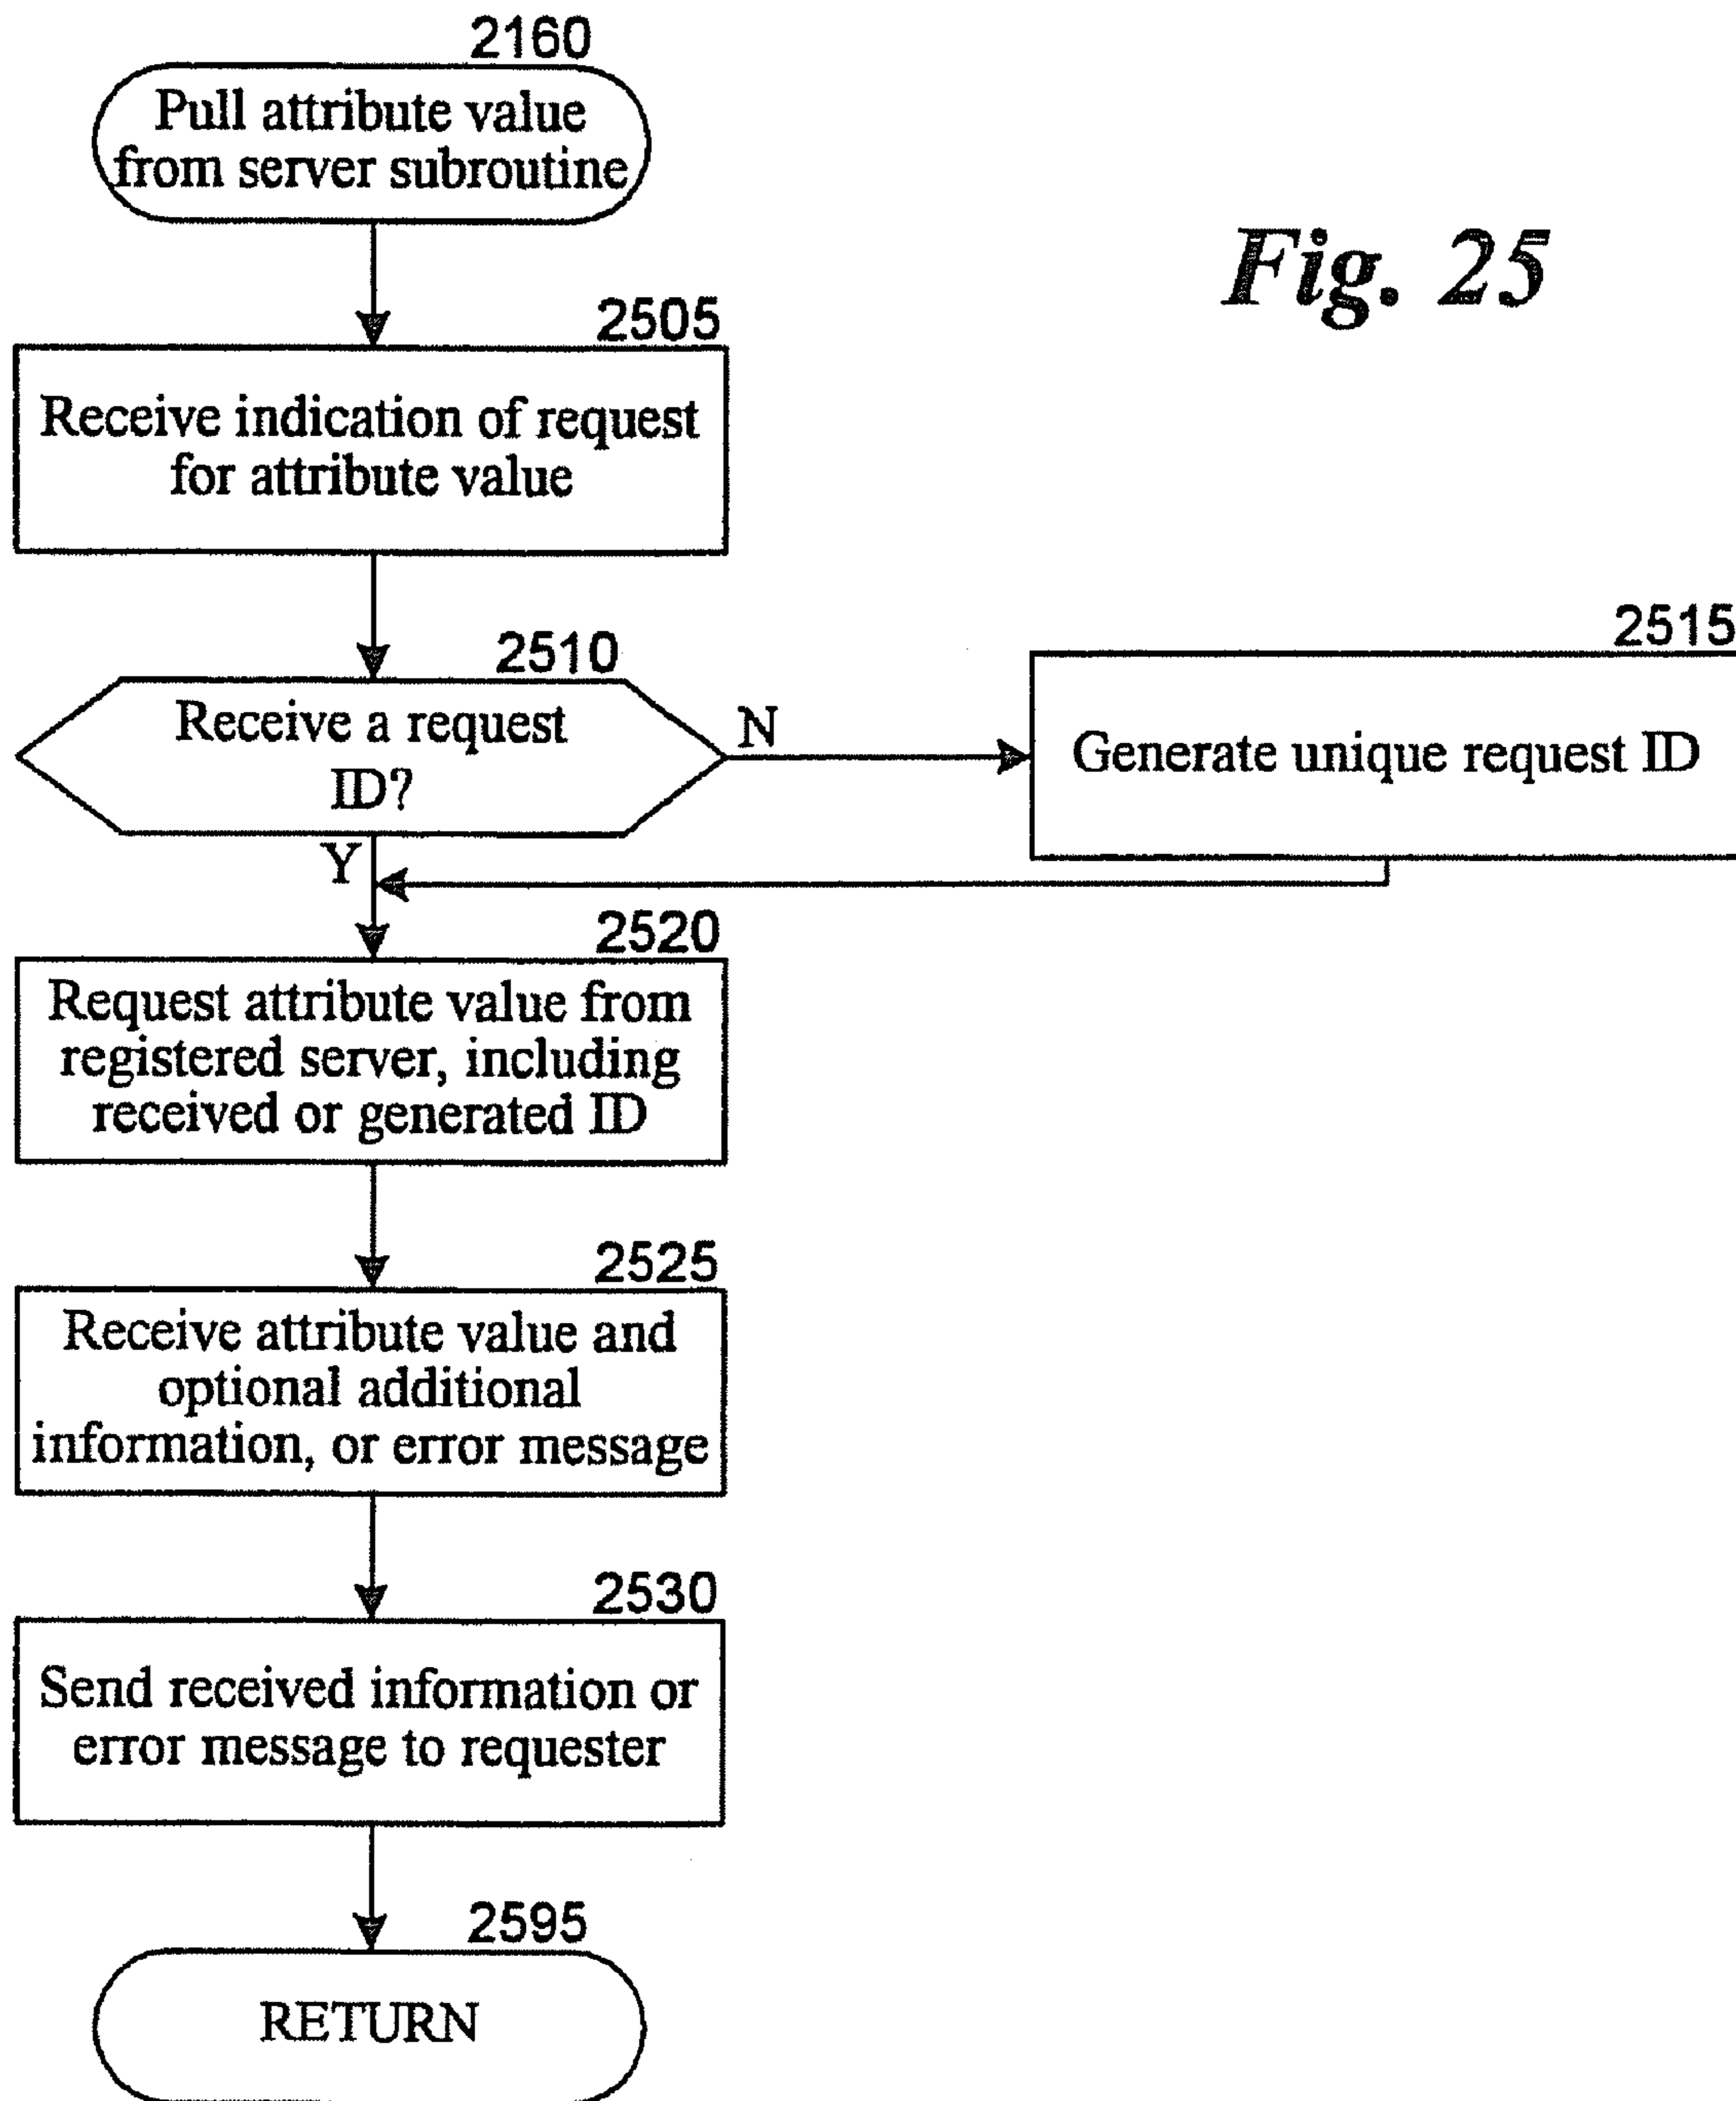 2160
Pull attribute value
from server subroutine
Fig. 25
2505
Receive indication of request
for attribute value
2510
Receive a request
ID?
N
2515
Generate unique request ID
Y
2520
Request attribute value from
registered server, including
received or generated ID
2525
Receive attribute value and
optional additional
information, or error message
2530
Send received information or
error message to requester
2595
RETURN